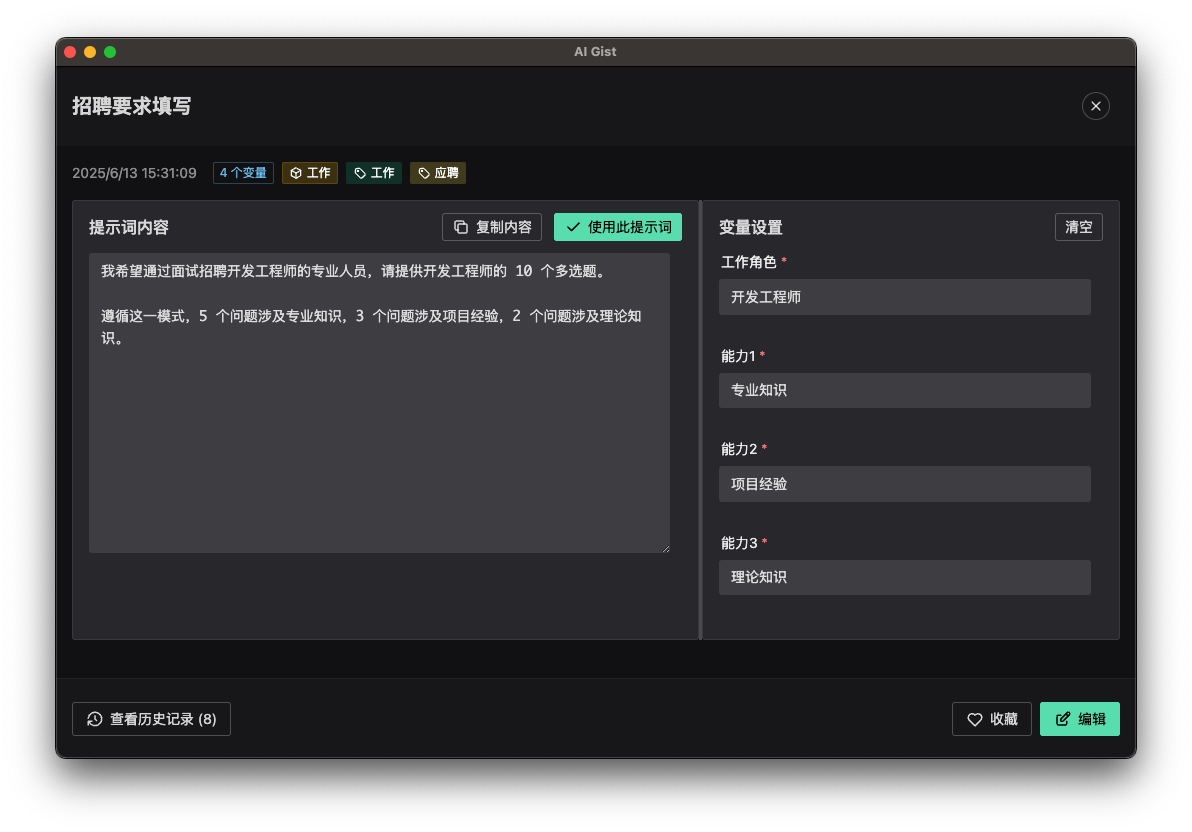 AI Gist
招聘要求填写
2025/6/13 15:31:09 4 个变量 工作 工作 应聘
提示词内容 复制内容 使用此提示词
我希望通过面试招聘开发工程师的专业人员，请提供开发工程师的 10 个多选题。
遵循这一模式，5 个问题涉及专业知识，3 个问题涉及项目经验，2 个问题涉及理论知
识。
变量设置 清空
工作角色 *
开发工程师
能力1 *
专业知识
能力2 *
项目经验
能力3 *
理论知识
查看历史记录 (8) 收藏 编辑